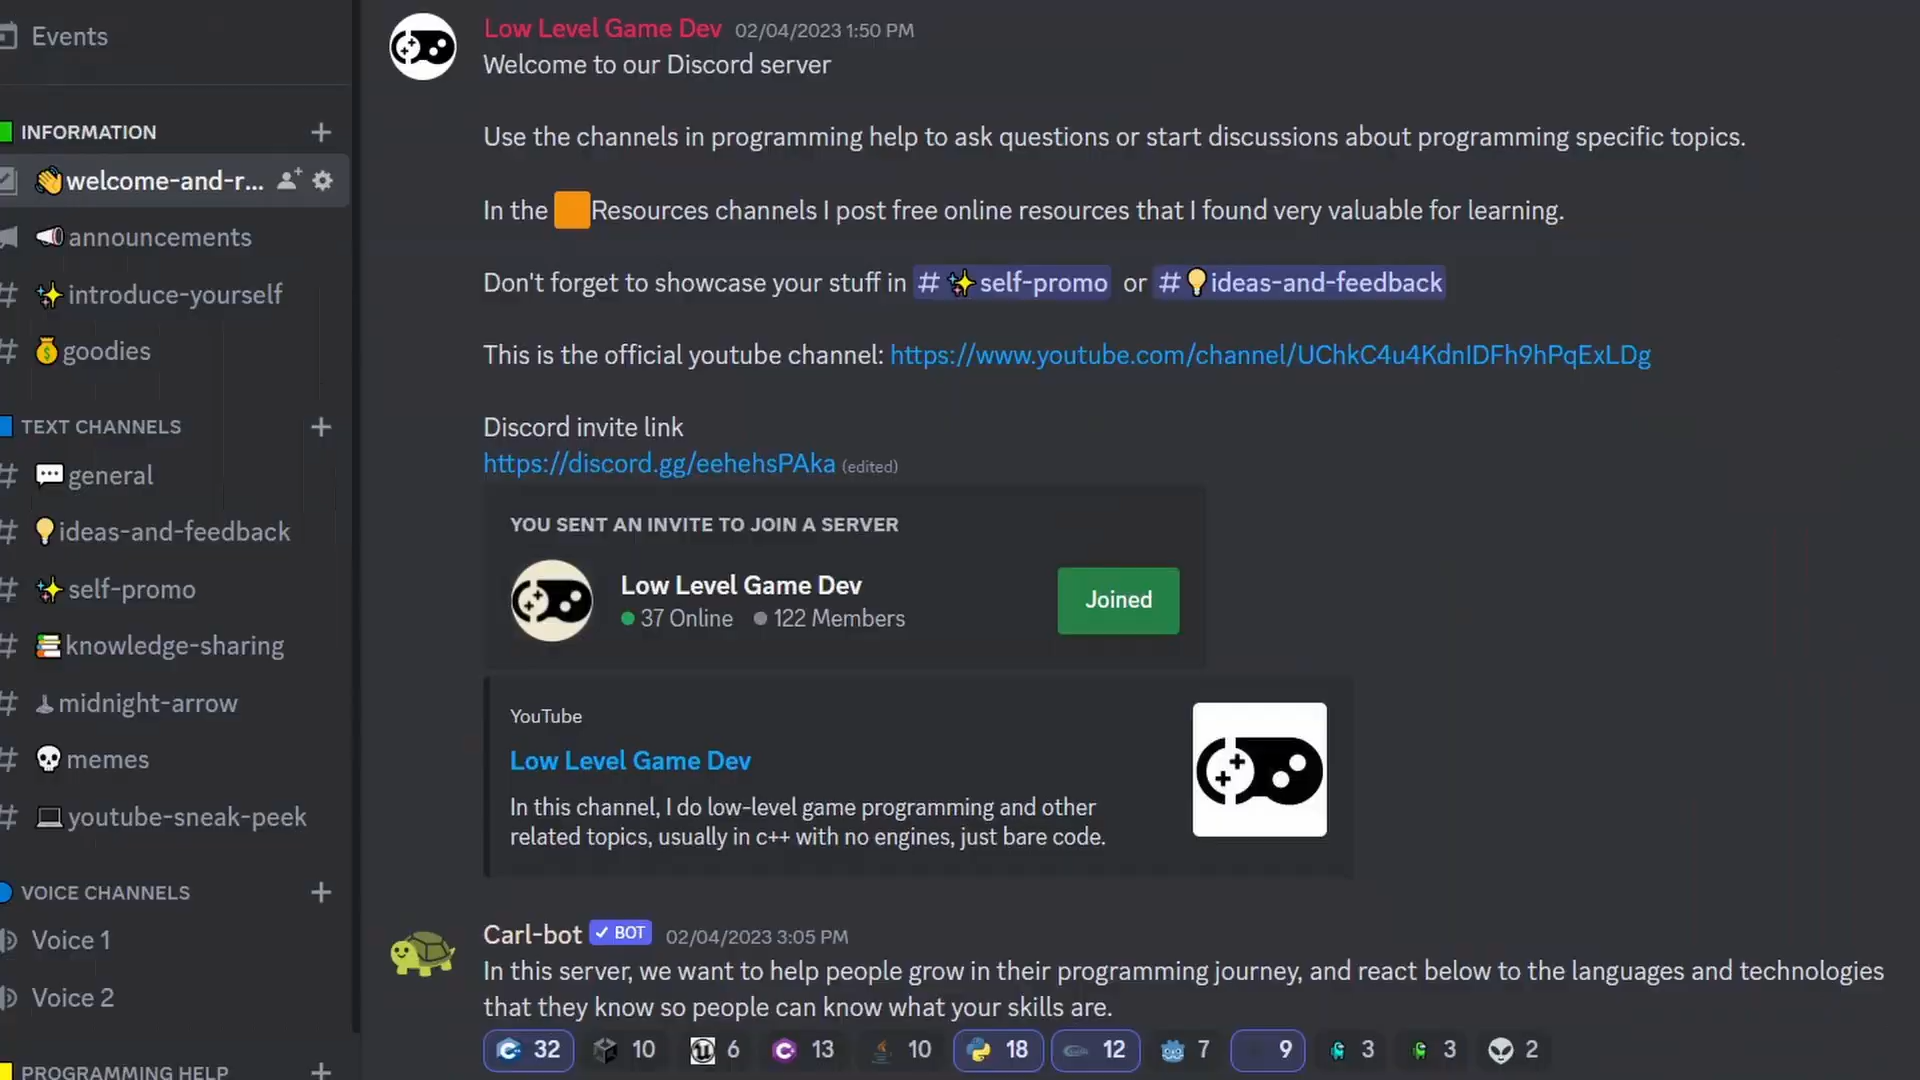 Events
INFORMATION
welcome-and-r...
announcements
introduce-yourself
goodies
TEXT CHANNELS
general
ideas-and-feedback
self-promo
knowledge-sharing
midnight-arrow
memes
youtube-sneak-peek
VOICE CHANNELS
Voice 1
Voice 2
PROGRAMMING HELP
Low Level Game Dev 02/04/2023 1:50 PM
Welcome to our Discord server
Use the channels in programming help to ask questions or start discussions about programming specific topics.
In the Resources channels I post free online resources that I found very valuable for learning.
Don't forget to showcase your stuff in # self-promo or # ideas-and-feedback
This is the official youtube channel: https://www.youtube.com/channel/UChkC4u4KdnIDFh9hPqExLDg
Discord invite link
https://discord.gg/eehehsPAka (edited)
YOU SENT AN INVITE TO JOIN A SERVER
Low Level Game Dev
37 Online 122 Members
Joined
YouTube
Low Level Game Dev
In this channel, I do low-level game programming and other
related topics, usually in c++ with no engines, just bare code.
Carl-bot ✓ BOT 02/04/2023 3:05 PM
In this server, we want to help people grow in their programming journey, and react below to the languages and technologies
that they know so people can know what your skills are.
32 10 6 13 10 18 12 7 9 3 3 2